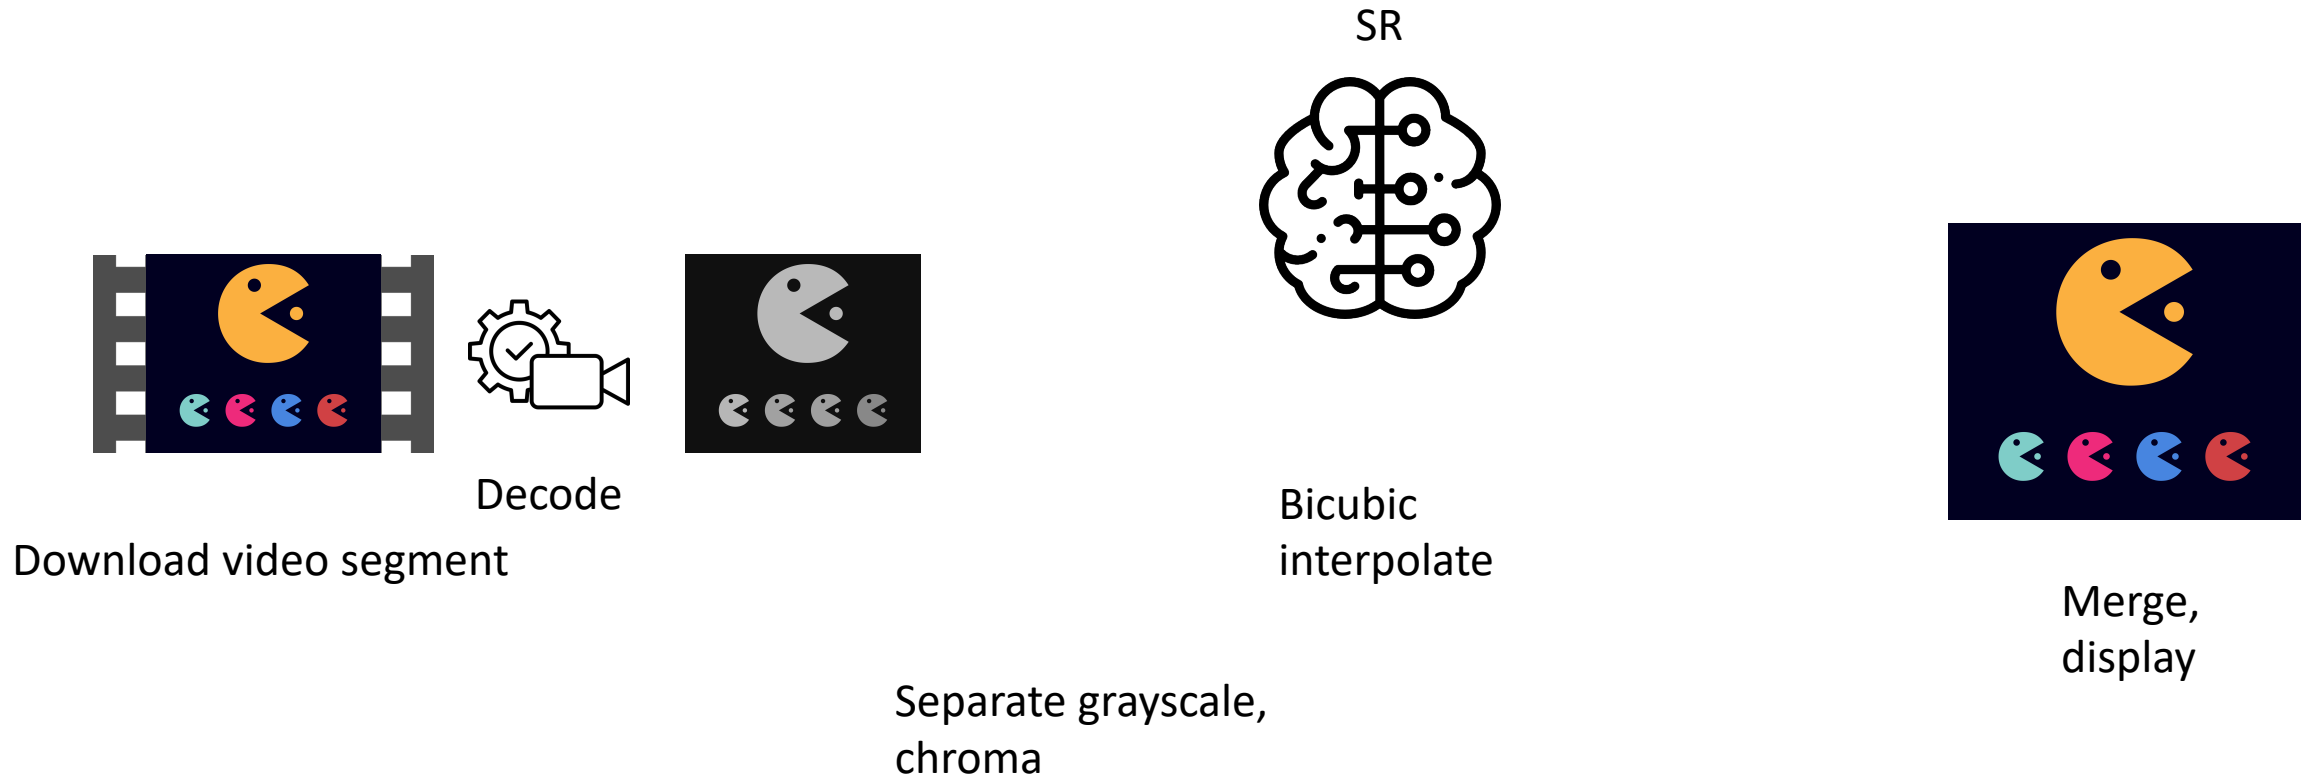 SR
Decode
Download video segment
Bicubic
interpolate
Merge,
display
Separate grayscale,
chroma